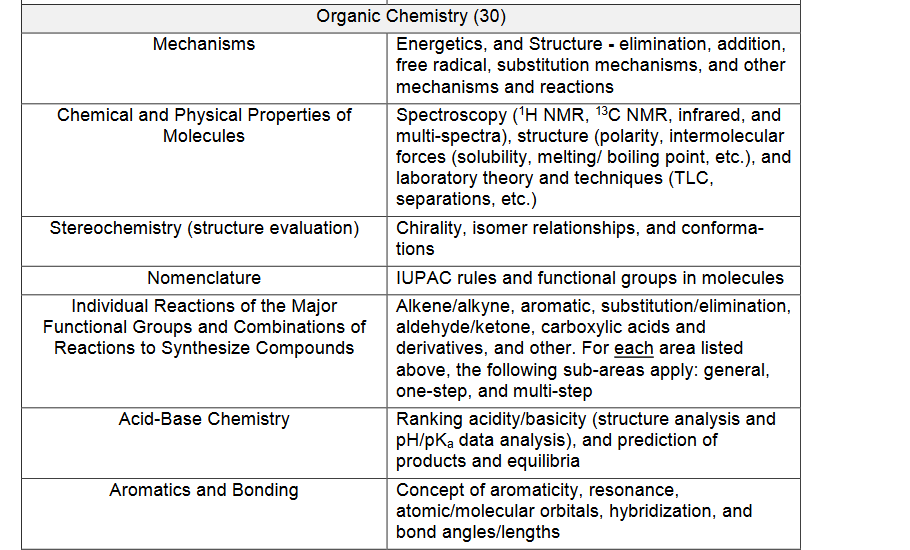 Organic Chemistry (30)
Mechanisms
Energetics, and Structure - elimination, addition,
free radical, substitution mechanisms, and other
mechanisms and reactions
Chemical and Physical Properties of
Molecules
Spectroscopy (¹H NMR, ¹³C NMR, infrared, and
multi-spectra), structure (polarity, intermolecular
forces (solubility, melting/ boiling point, etc.), and
laboratory theory and techniques (TLC,
separations, etc.)
Stereochemistry (structure evaluation)
Chirality, isomer relationships, and conforma-
tions
Nomenclature
IUPAC rules and functional groups in molecules
Individual Reactions of the Major
Functional Groups and Combinations of
Reactions to Synthesize Compounds
Alkene/alkyne, aromatic, substitution/elimination,
aldehyde/ketone, carboxylic acids and
derivatives, and other. For each area listed
above, the following sub-areas apply: general,
one-step, and multi-step
Acid-Base Chemistry
Ranking acidity/basicity (structure analysis and
pH/pKₐ data analysis), and prediction of
products and equilibria
Aromatics and Bonding
Concept of aromaticity, resonance,
atomic/molecular orbitals, hybridization, and
bond angles/lengths